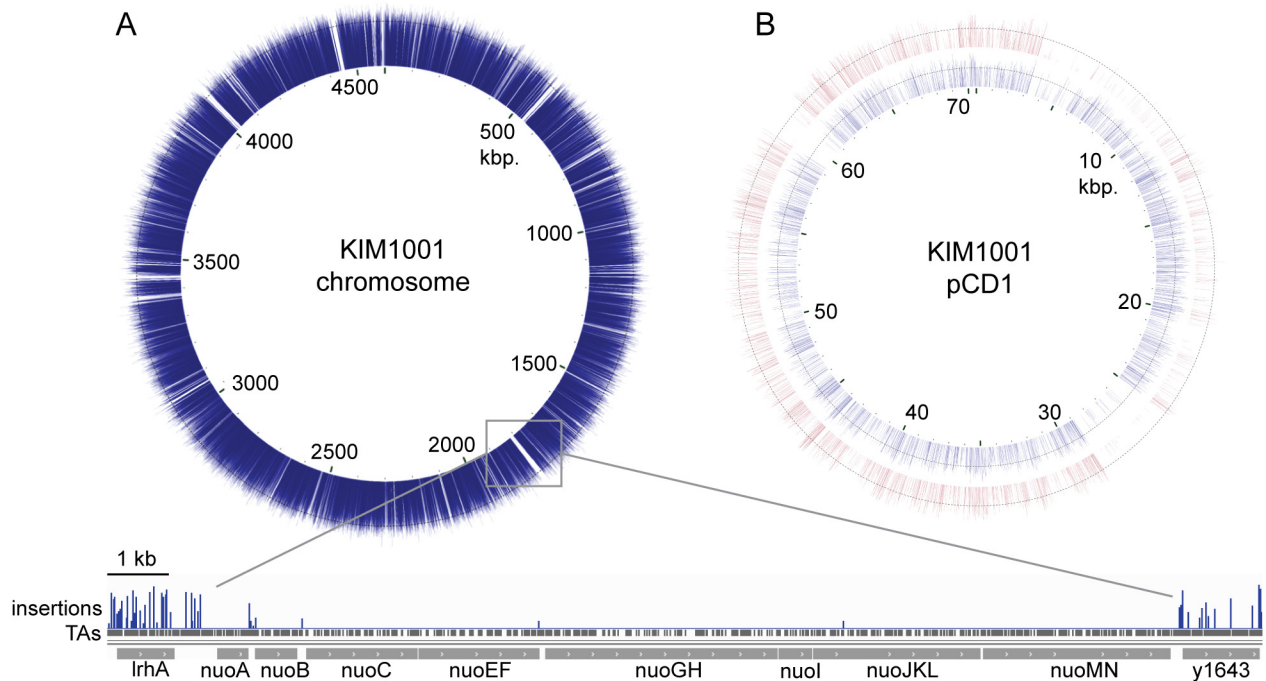 A
4500
500
kbp.
4000
1000
KIM1001
chromosome
3500
1500
3000
2000
2500
B
70
10
kbp.
60
KIM1001
pCD1
20
50
40
30
1 kb
insertions
TAs
lrhA nuoA nuoB nuoC nuoEF nuoGH nuoI nuoJKL nuoMN y1643